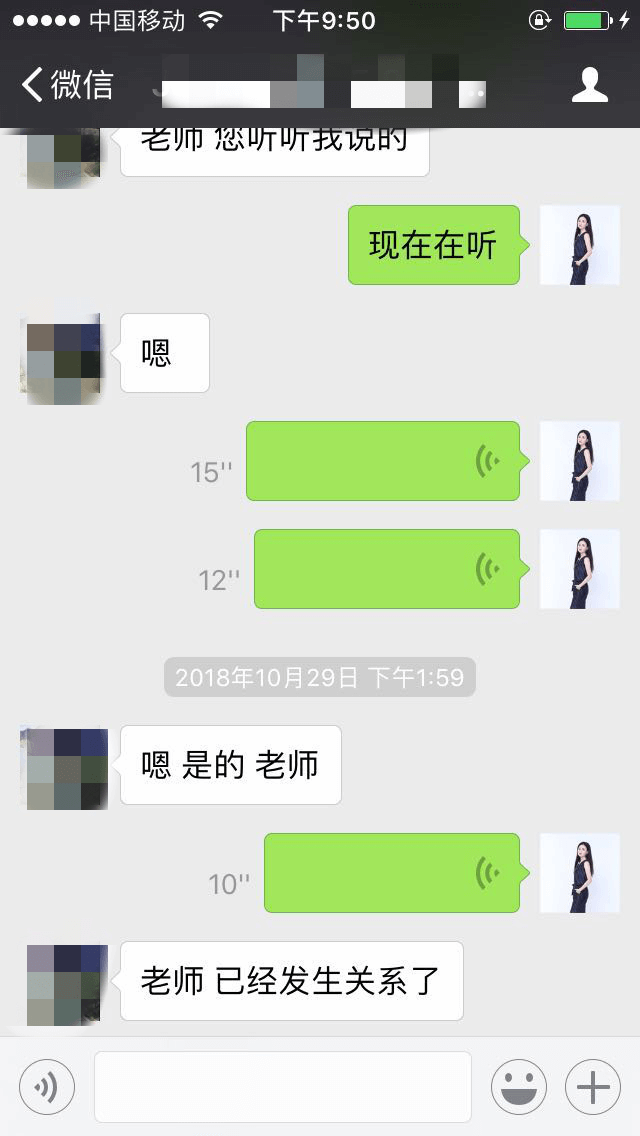 中国移动 下午9:50
微信
老师 您听听我说的
现在在听
嗯
15''
12''
2018年10月29日 下午1:59
嗯 是的 老师
10''
老师 已经发生关系了